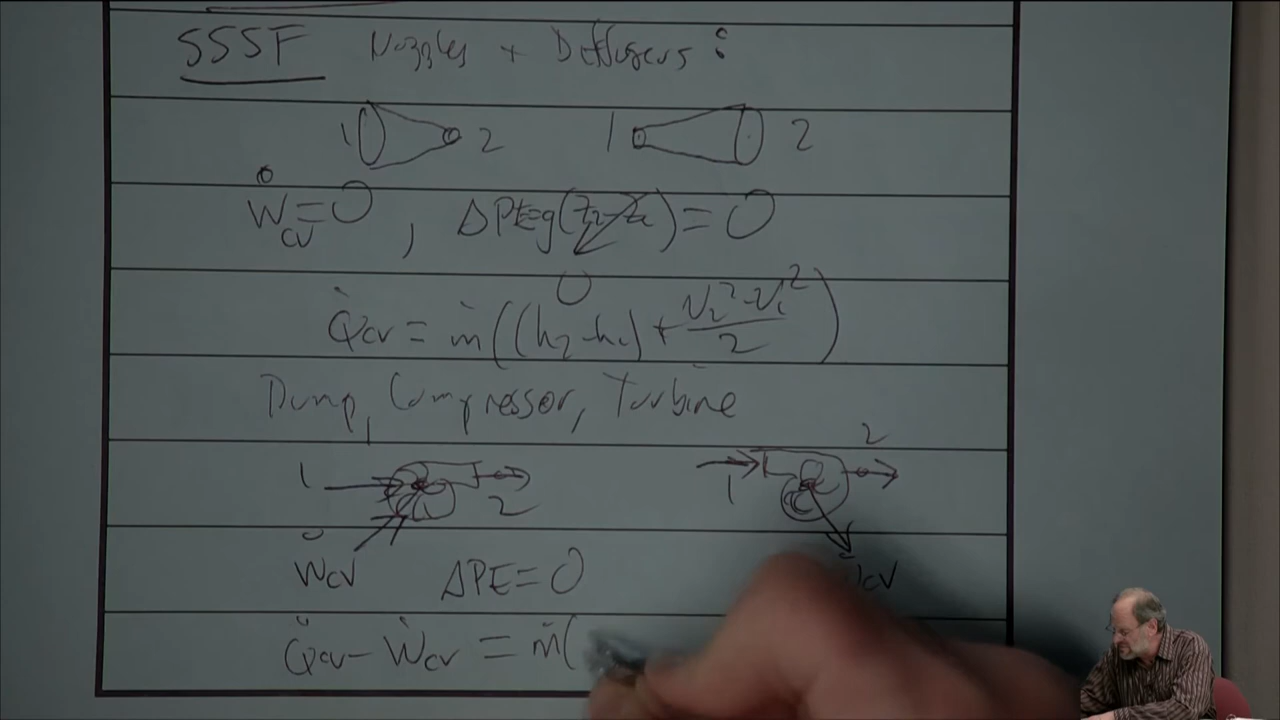 SSSF Nozzles + Diffusers :
1 2 1 2
Ẇcv = 0 , ΔPE = g(Z₂ - Z₁) = 0
0
Q̇cv = ṁ((h₂ - h₁) + (V₂² - V₁²)/2)
Pump, Compressor, Turbine
1 2 1 2
Ẇcv ΔPE = 0 cv
Q̇cv - Ẇcv = ṁ(